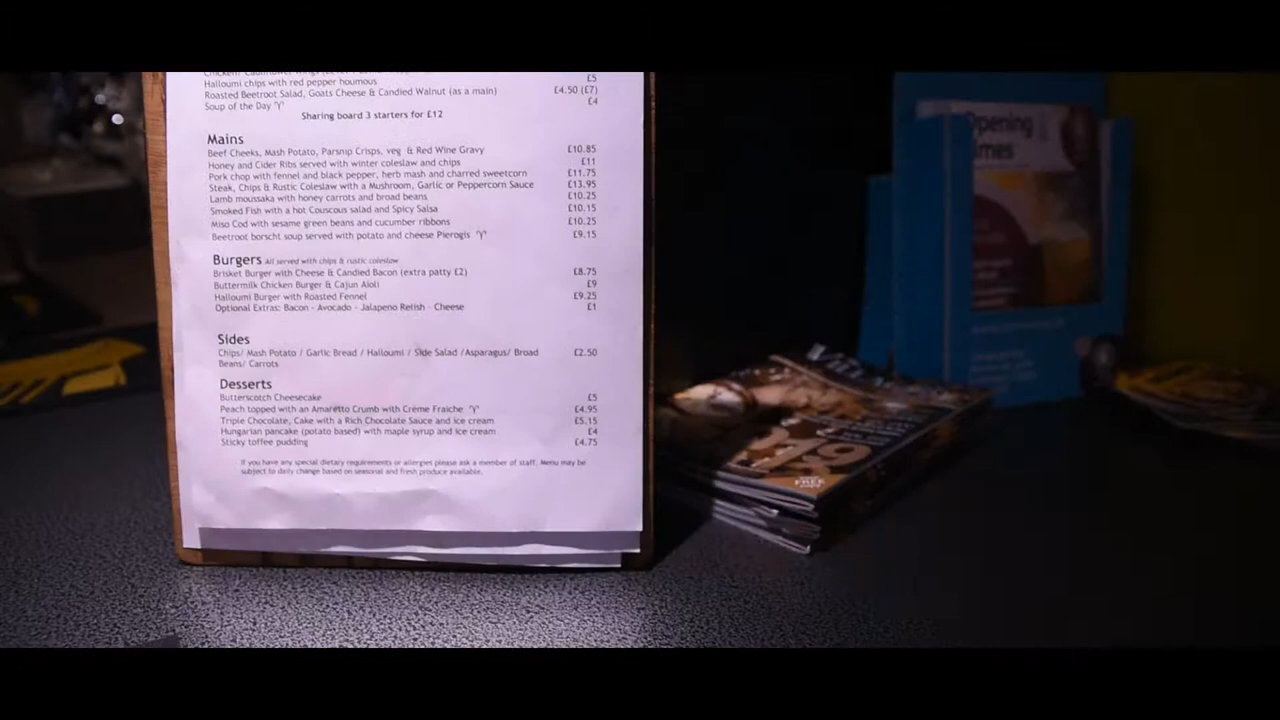 Halloumi chips with red pepper houmous £5
Roasted Beetroot Salad, Goats Cheese & Candied Walnut (as a main) £4.50 (£7)
Soup of the Day 'V' £4
Sharing board 3 starters for £12
Mains
Beef Cheeks, Mash Potato, Parsnip Crisps, veg & Red Wine Gravy £10.85
Honey and Cider Ribs served with winter coleslaw and chips £11
Pork chop with fennel and black pepper, herb mash and charred sweetcorn £11.75
Steak, Chips & Rustic Coleslaw with a Mushroom, Garlic or Peppercorn Sauce £13.95
Lamb moussaka with honey carrots and broad beans £10.25
Smoked Fish with a hot Couscous salad and Spicy Salsa £10.15
Miso Cod with sesame green beans and cucumber ribbons £10.25
Beetroot borscht soup served with potato and cheese Pierogis 'V' £9.15
Burgers All served with chips & rustic coleslaw
Brisket Burger with Cheese & Candied Bacon (extra patty £2) £8.75
Buttermilk Chicken Burger & Cajun Aioli £9
Halloumi Burger with Roasted Fennel £9.25
Optional Extras: Bacon - Avocado - Jalapeno Relish - Cheese £1
Sides
Chips/ Mash Potato / Garlic Bread / Halloumi / Side Salad /Asparagus/ Broad £2.50
Beans/ Carrots
Desserts
Butterscotch Cheesecake £5
Peach topped with an Amaretto Crumb with Crème Fraiche 'V' £4.95
Triple Chocolate, Cake with a Rich Chocolate Sauce and ice cream £5.15
Hungarian pancake (potato based) with maple syrup and ice cream £4
Sticky toffee pudding £4.75
If you have any special dietary requirements or allergies please ask a member of staff. Menu may be
subject to daily change based on seasonal and fresh produce available.
Opening
FREE